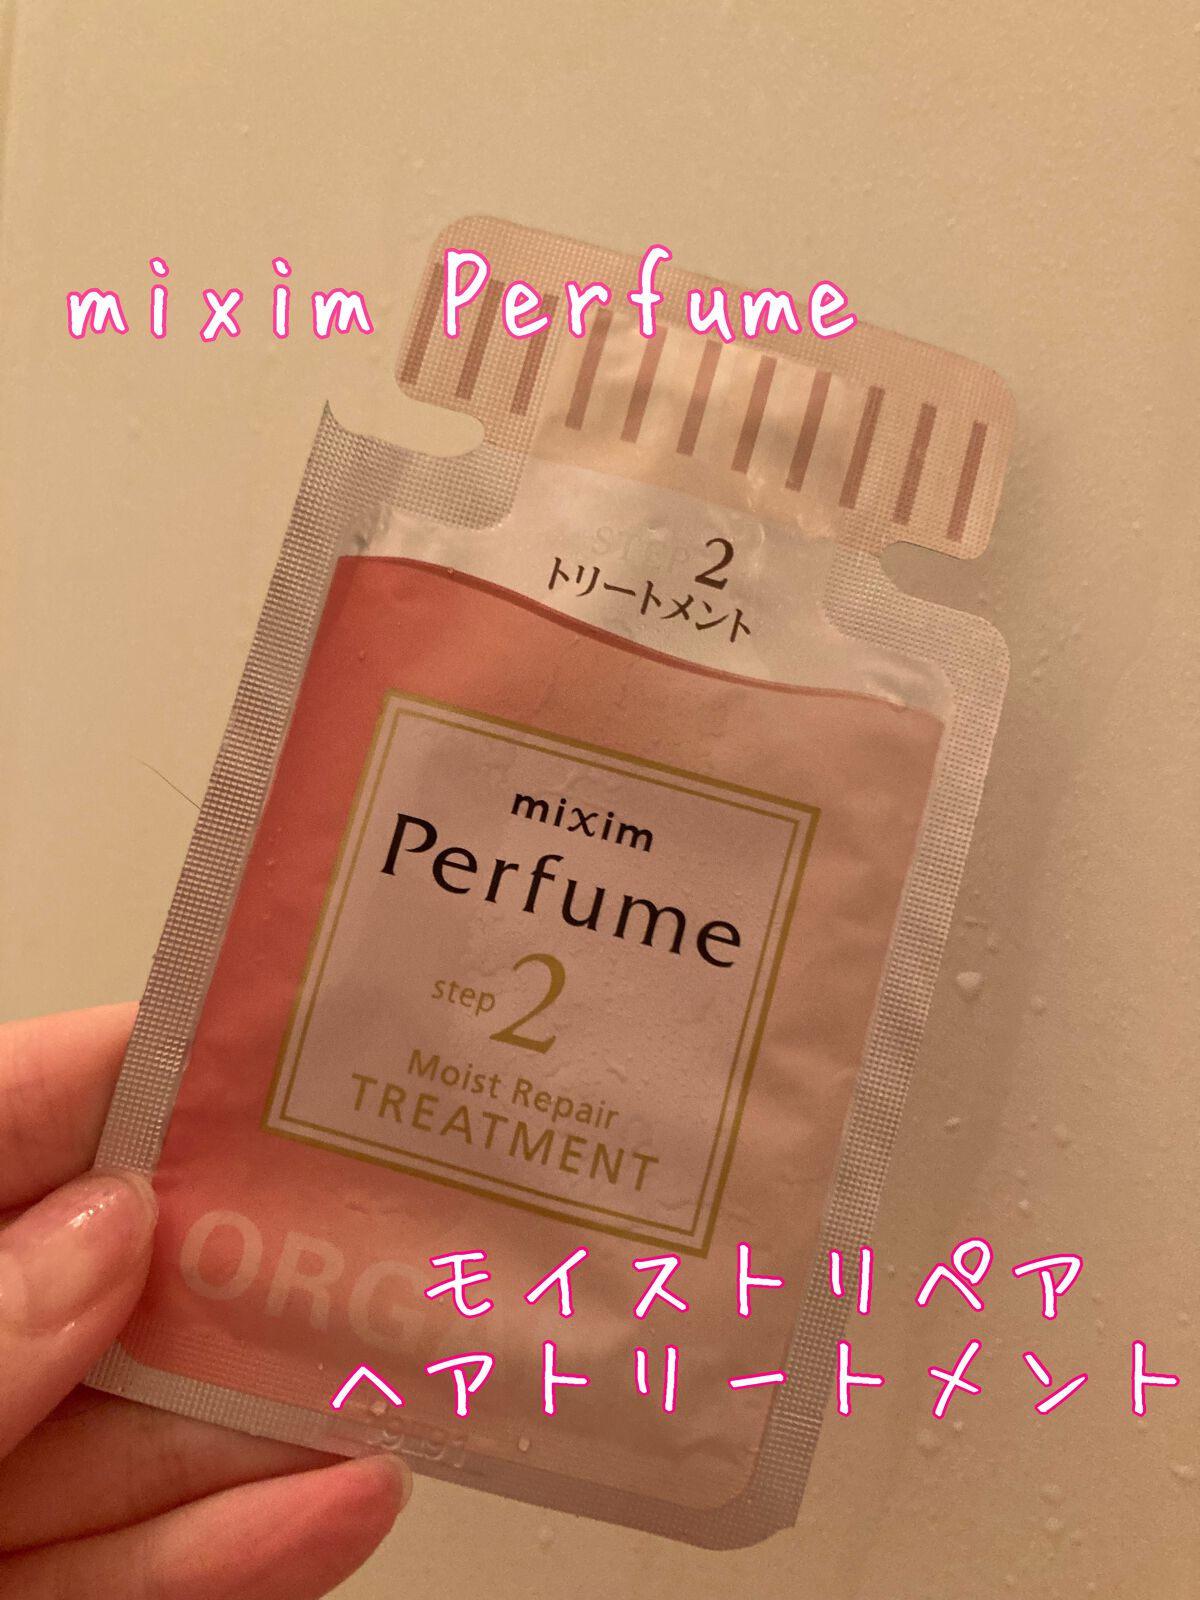 mixim Perfume
STEP 2
トリートメント
mixim
Perfume
step 2
Moist Repair
TREATMENT
モイストリペア
ヘアトリートメント